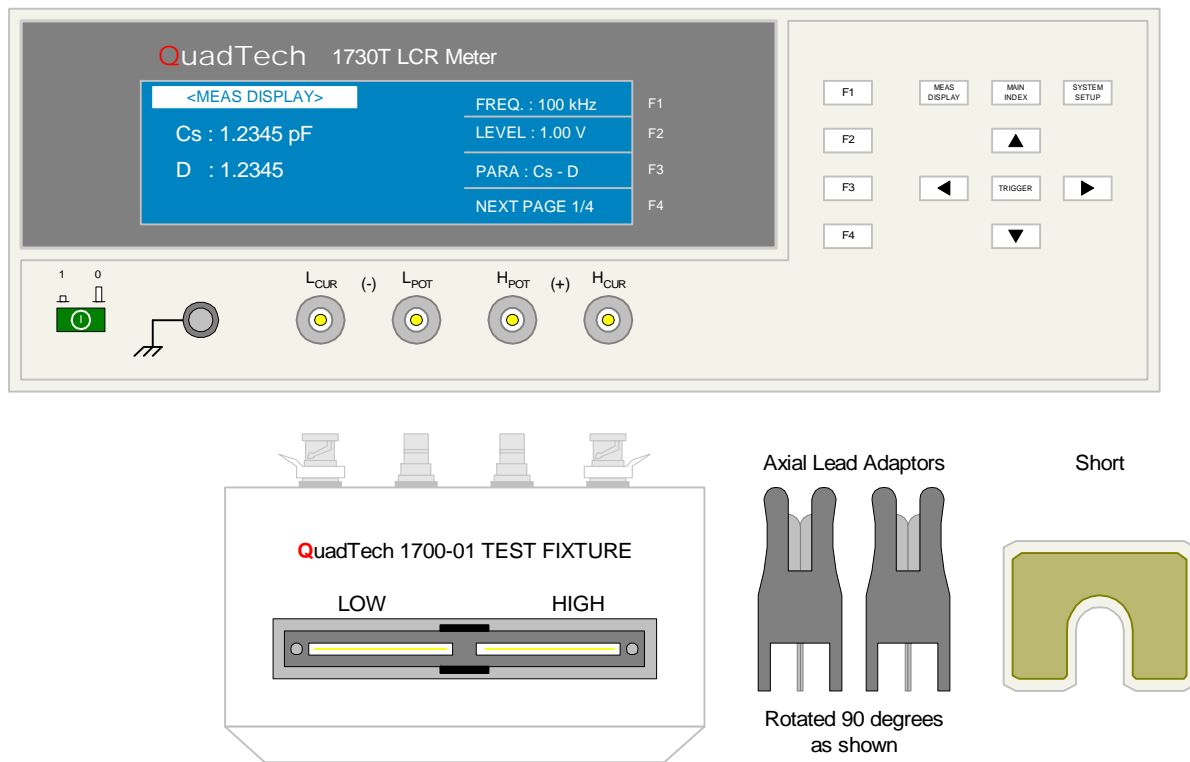 QuadTech 1730T LCR Meter
<MEAS DISPLAY>
Cs : 1.2345 pF
D : 1.2345
FREQ. : 100 kHz F1
LEVEL : 1.00 V F2
PARA : Cs - D F3
NEXT PAGE 1/4 F4
F1
MEAS DISPLAY
MAIN INDEX
SYSTEM SETUP
F2
F3
TRIGGER
F4
1 0
LCUR (-) LPOT HPOT (+) HCUR
QuadTech 1700-01 TEST FIXTURE
LOW HIGH
Axial Lead Adaptors
Rotated 90 degrees
as shown
Short